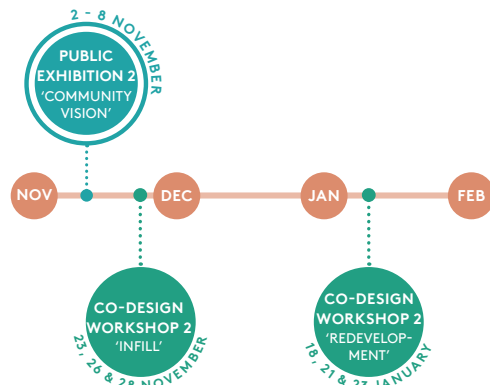 2 - 8 NOVEMBER
PUBLIC
EXHIBITION 2
‘COMMUNITY
VISION’
NOV
DEC
JAN
FEB
CO-DESIGN
WORKSHOP 2
‘INFILL’
23, 26 & 28 NOVEMBER
CO-DESIGN
WORKSHOP 2
‘REDEVELOP-
MENT’
18, 21 & 23 JANUARY